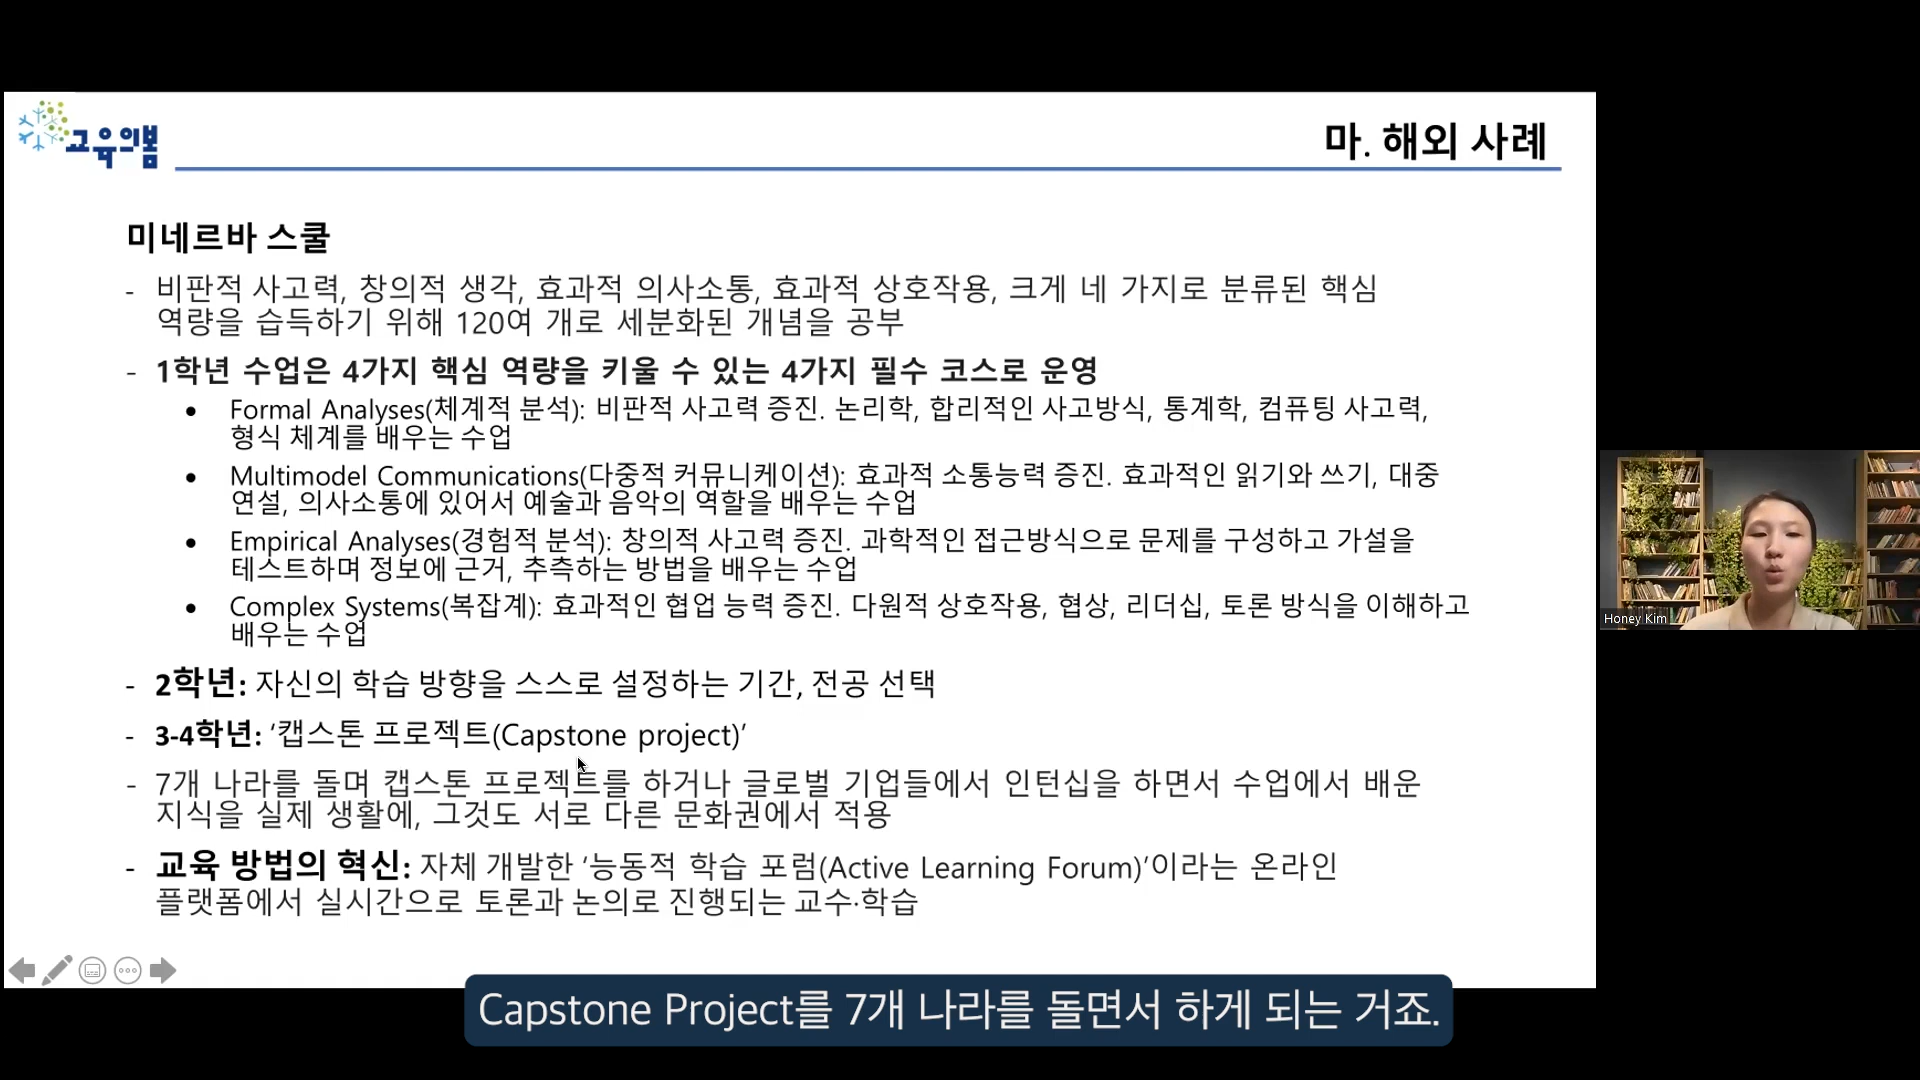 교육의봄
마. 해외 사례
미네르바 스쿨
- 비판적 사고력, 창의적 생각, 효과적 의사소통, 효과적 상호작용, 크게 네 가지로 분류된 핵심
역량을 습득하기 위해 120여 개로 세분화된 개념을 공부
- 1학년 수업은 4가지 핵심 역량을 키울 수 있는 4가지 필수 코스로 운영
• Formal Analyses(체계적 분석): 비판적 사고력 증진. 논리학, 합리적인 사고방식, 통계학, 컴퓨팅 사고력,
형식 체계를 배우는 수업
• Multimodel Communications(다중적 커뮤니케이션): 효과적 소통능력 증진. 효과적인 읽기와 쓰기, 대중
연설, 의사소통에 있어서 예술과 음악의 역할을 배우는 수업
• Empirical Analyses(경험적 분석): 창의적 사고력 증진. 과학적인 접근방식으로 문제를 구성하고 가설을
테스트하며 정보에 근거, 추측하는 방법을 배우는 수업
• Complex Systems(복잡계): 효과적인 협업 능력 증진. 다원적 상호작용, 협상, 리더십, 토론 방식을 이해하고
배우는 수업
- 2학년: 자신의 학습 방향을 스스로 설정하는 기간, 전공 선택
- 3-4학년: ‘캡스톤 프로젝트(Capstone project)’
- 7개 나라를 돌며 캡스톤 프로젝트를 하거나 글로벌 기업들에서 인턴십을 하면서 수업에서 배운
지식을 실제 생활에, 그것도 서로 다른 문화권에서 적용
- 교육 방법의 혁신: 자체 개발한 ‘능동적 학습 포럼(Active Learning Forum)’이라는 온라인
플랫폼에서 실시간으로 토론과 논의로 진행되는 교수·학습
Honey Kim
Capstone Project를 7개 나라를 돌면서 하게 되는 거죠.